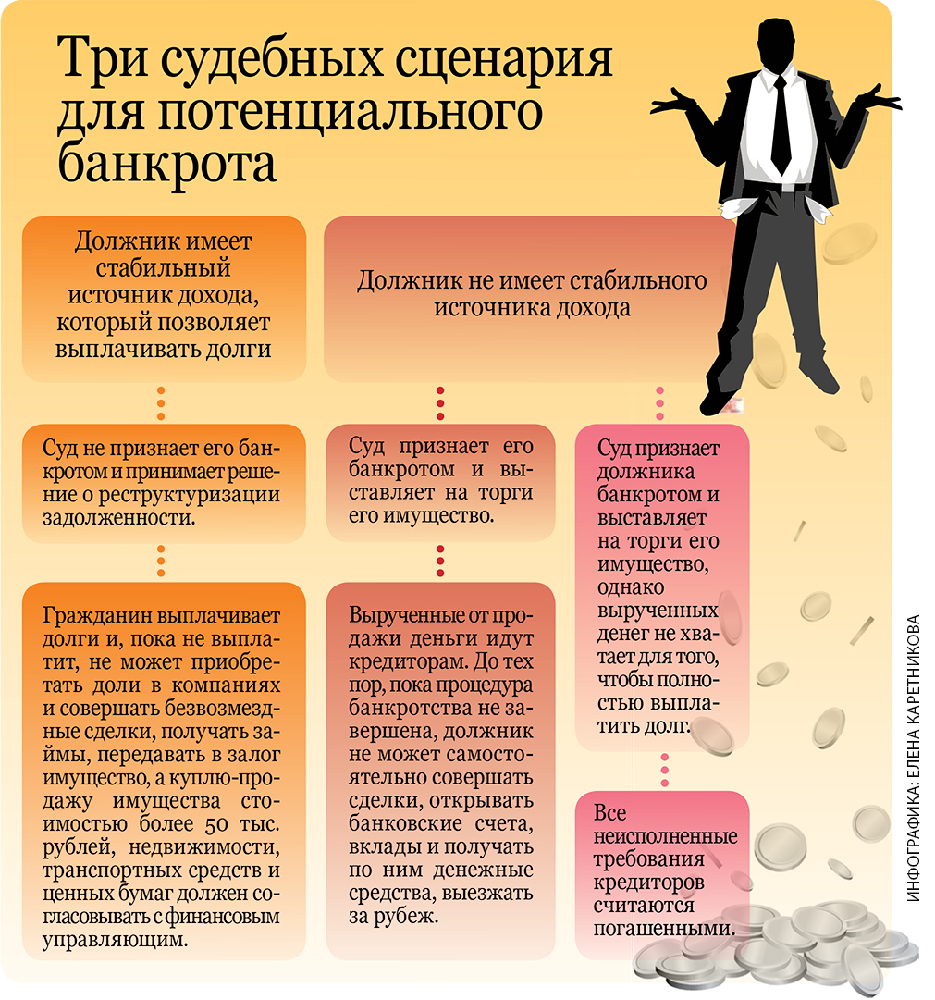 Три судебных сценария
для потенциального
банкрота
Должник имеет
стабильный
источник дохода,
который позволяет
выплачивать долги
Должник не имеет стабильного
источника дохода
Суд не признает его бан-
кротом и принимает реше-
ние о реструктуризации
задолженности.
Суд признает его
банкротом и вы-
ставляет на торги
его имущество.
Суд признает
должника
банкротом и
выставляет
на торги его
имущество,
однако
вырученных
денег не хва-
тает для того,
чтобы полно-
стью выпла-
тить долг.
Гражданин выплачивает
долги и, пока не выпла-
тит, не может приобре-
тать доли в компаниях
и совершать безвозмезд-
ные сделки, получать за-
ймы, передавать в залог
имущество, а куплю-про-
дажу имущества сто-
имостью более 50 тыс.
рублей, недвижимости,
транспортных средств и
ценных бумаг должен со-
гласовывать с финансовым
управляющим.
Вырученные от про-
дажи деньги идут
кредиторам. До тех
пор, пока процедура
банкротства не за-
вершена, должник
не может самосто-
ятельно совершать
сделки, открывать
банковские счета,
вклады и получать
по ним денежные
средства, выезжать
за рубеж.
Все
неисполненные
требования
кредиторов
считаются
погашенными.
ИНФОГРАФИКА: ЕЛЕНА КАРЕТНИКОВА